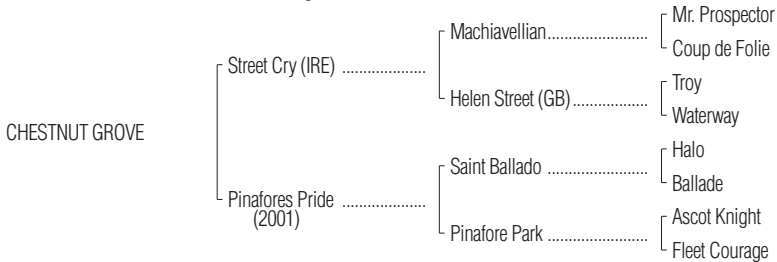 Mr. Prospector
Machiavellian
Coup de Folie
Street Cry (IRE)
Troy
Helen Street (GB)
Waterway
CHESTNUT GROVE
Halo
Saint Ballado
Ballade
Pinafores Pride
(2001)
Ascot Knight
Pinafore Park
Fleet Courage